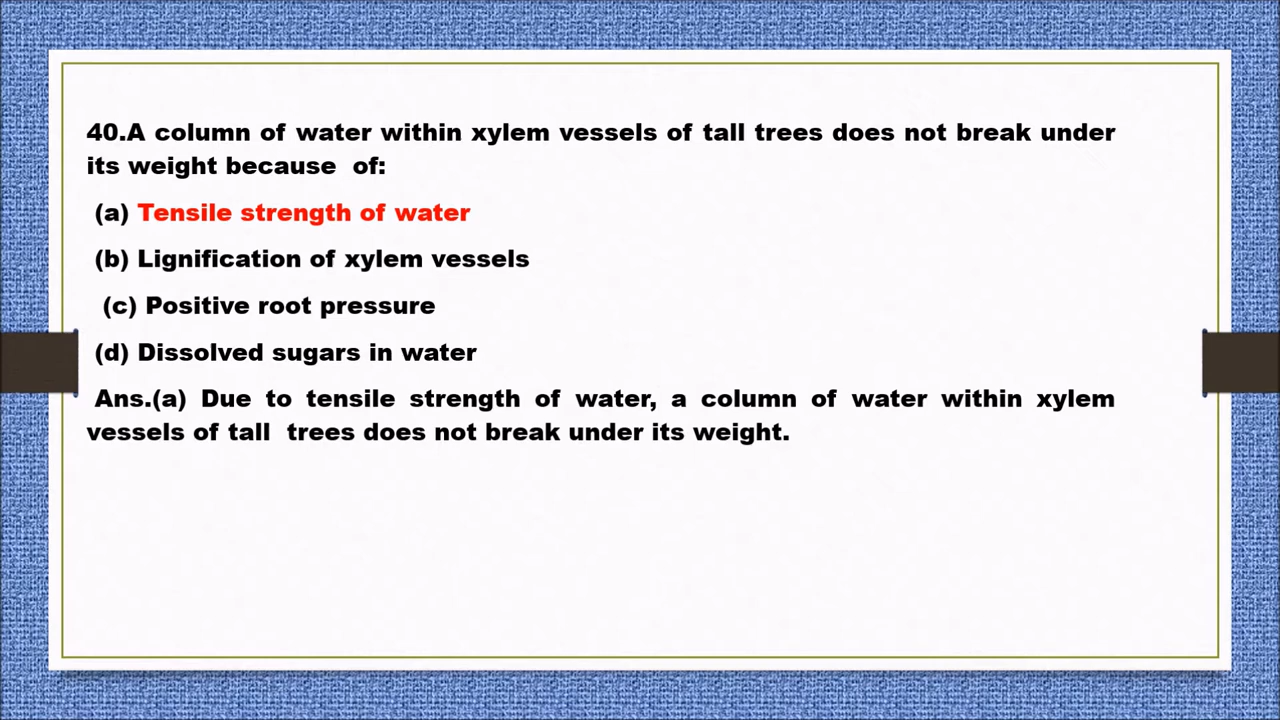 40.A column of water within xylem vessels of tall trees does not break under
its weight because of:
(a) Tensile strength of water
(b) Lignification of xylem vessels
(c) Positive root pressure
(d) Dissolved sugars in water
Ans.(a) Due to tensile strength of water, a column of water within xylem
vessels of tall trees does not break under its weight.